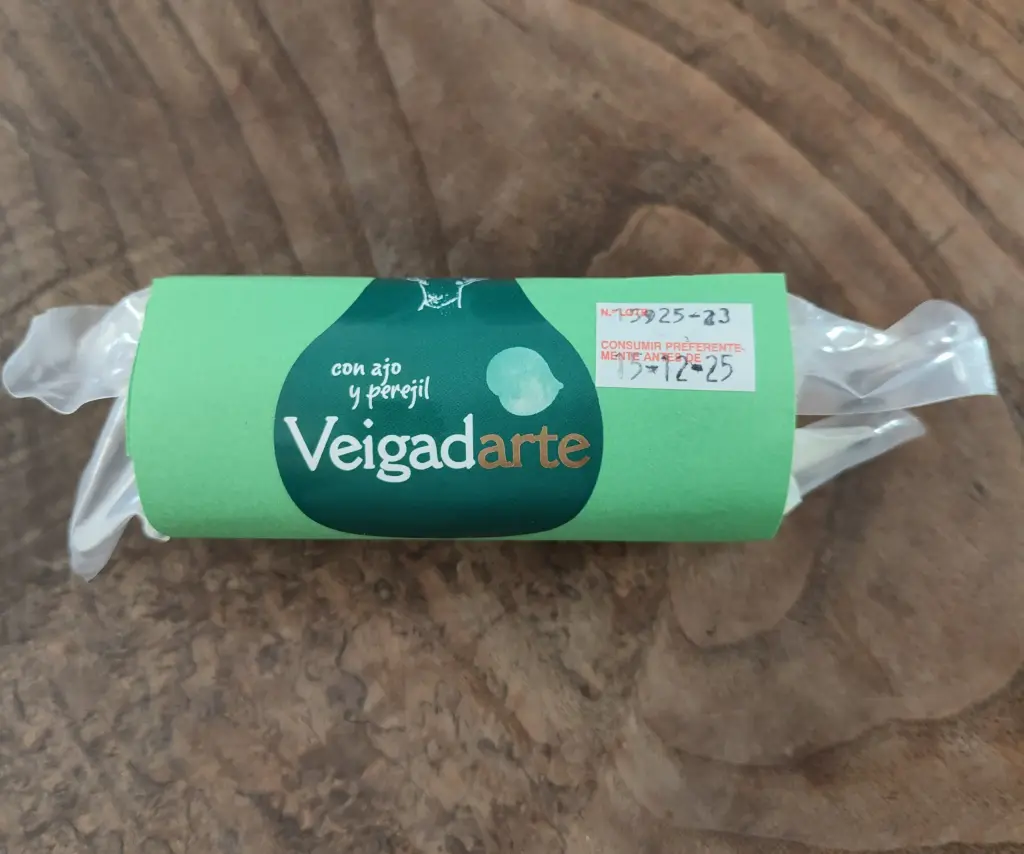 con ajo
y perejil
Veigadarte
N.º LOTE
CONSUMIR PREFERENTE-
MENTE ANTES DE
15-12-25